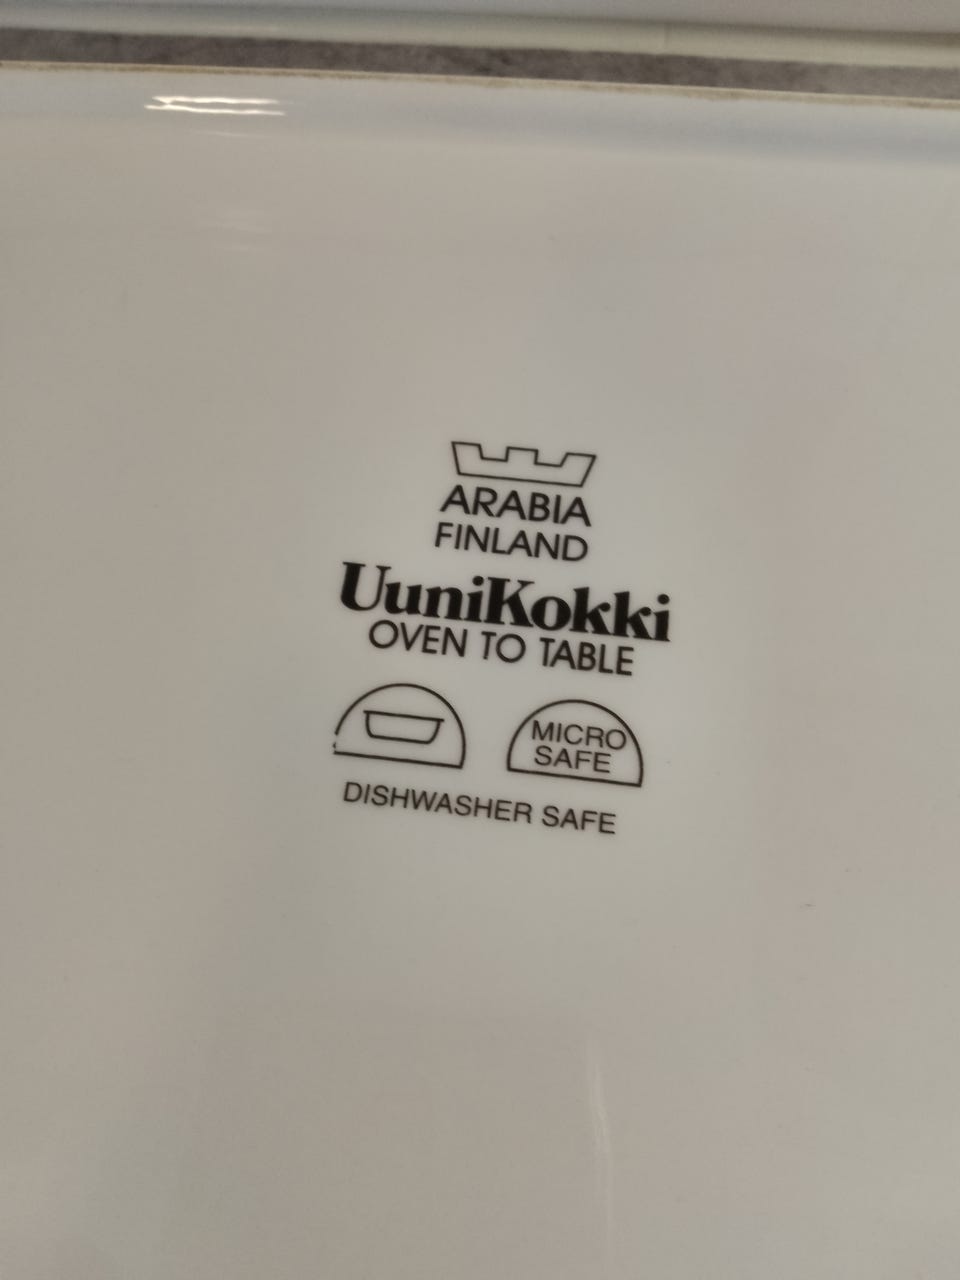 ARABIA
FINLAND
UuniKokki
OVEN TO TABLE
MICRO
SAFE
DISHWASHER SAFE